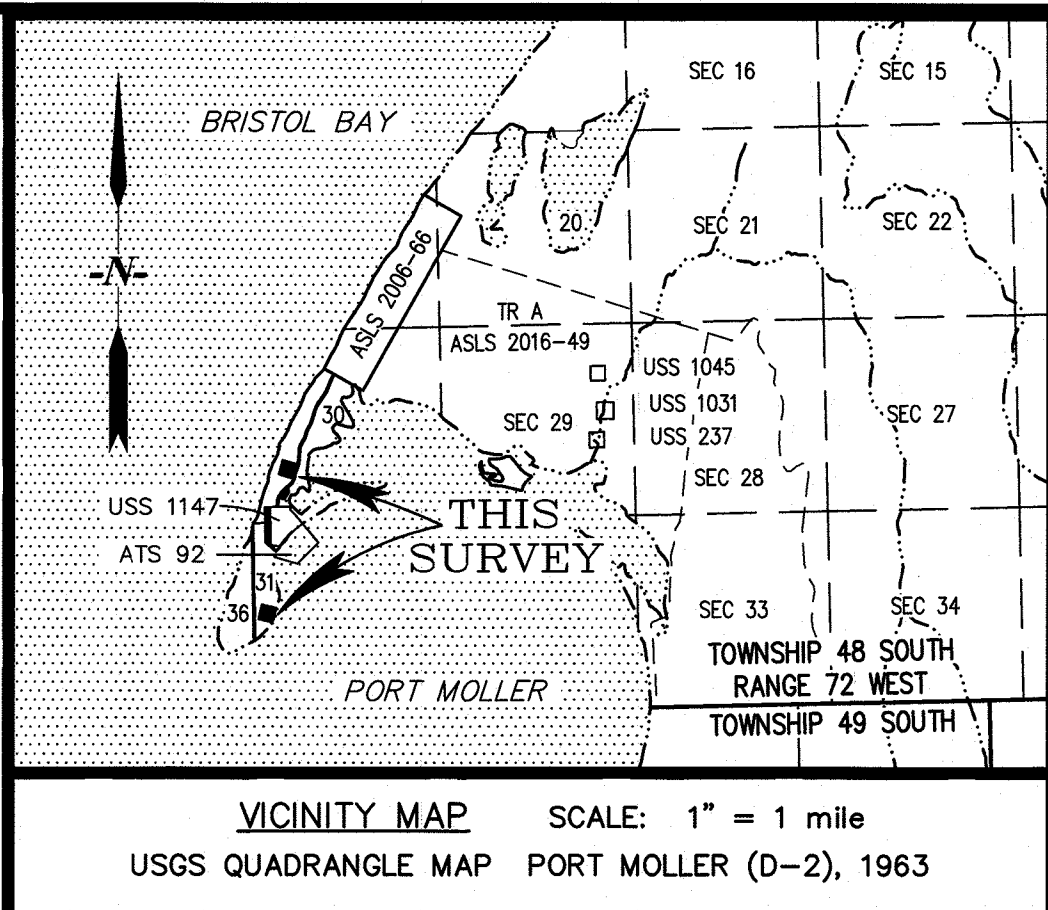 SEC 16
SEC 15
BRISTOL BAY
20
SEC 21
SEC 22
-N-
ASLS 2006-66
TR A
ASLS 2016-49
USS 1045
USS 1031
USS 237
30
SEC 29
SEC 27
SEC 28
USS 1147
THIS
SURVEY
ATS 92
31
36
SEC 33
SEC 34
TOWNSHIP 48 SOUTH
RANGE 72 WEST
PORT MOLLER
TOWNSHIP 49 SOUTH
VICINITY MAP SCALE: 1" = 1 mile
USGS QUADRANGLE MAP PORT MOLLER (D-2), 1963